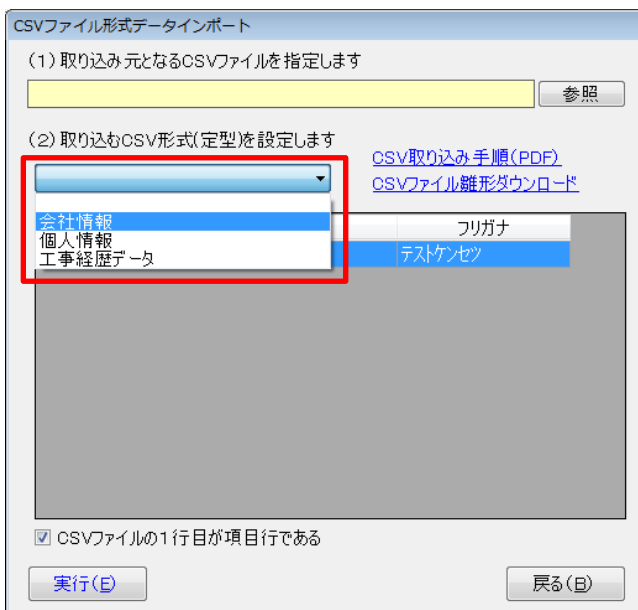 CSVファイル形式データインポート
(1)取り込み元となるCSVファイルを指定します
参照
(2)取り込むCSV形式(定型)を設定します
CSV取り込み手順(PDF)
CSVファイル雛形ダウンロード
会社情報
個人情報
工事経歴データ
フリガナ
テストケンセツ
CSVファイルの1行目が項目行である
実行(E)
戻る(B)